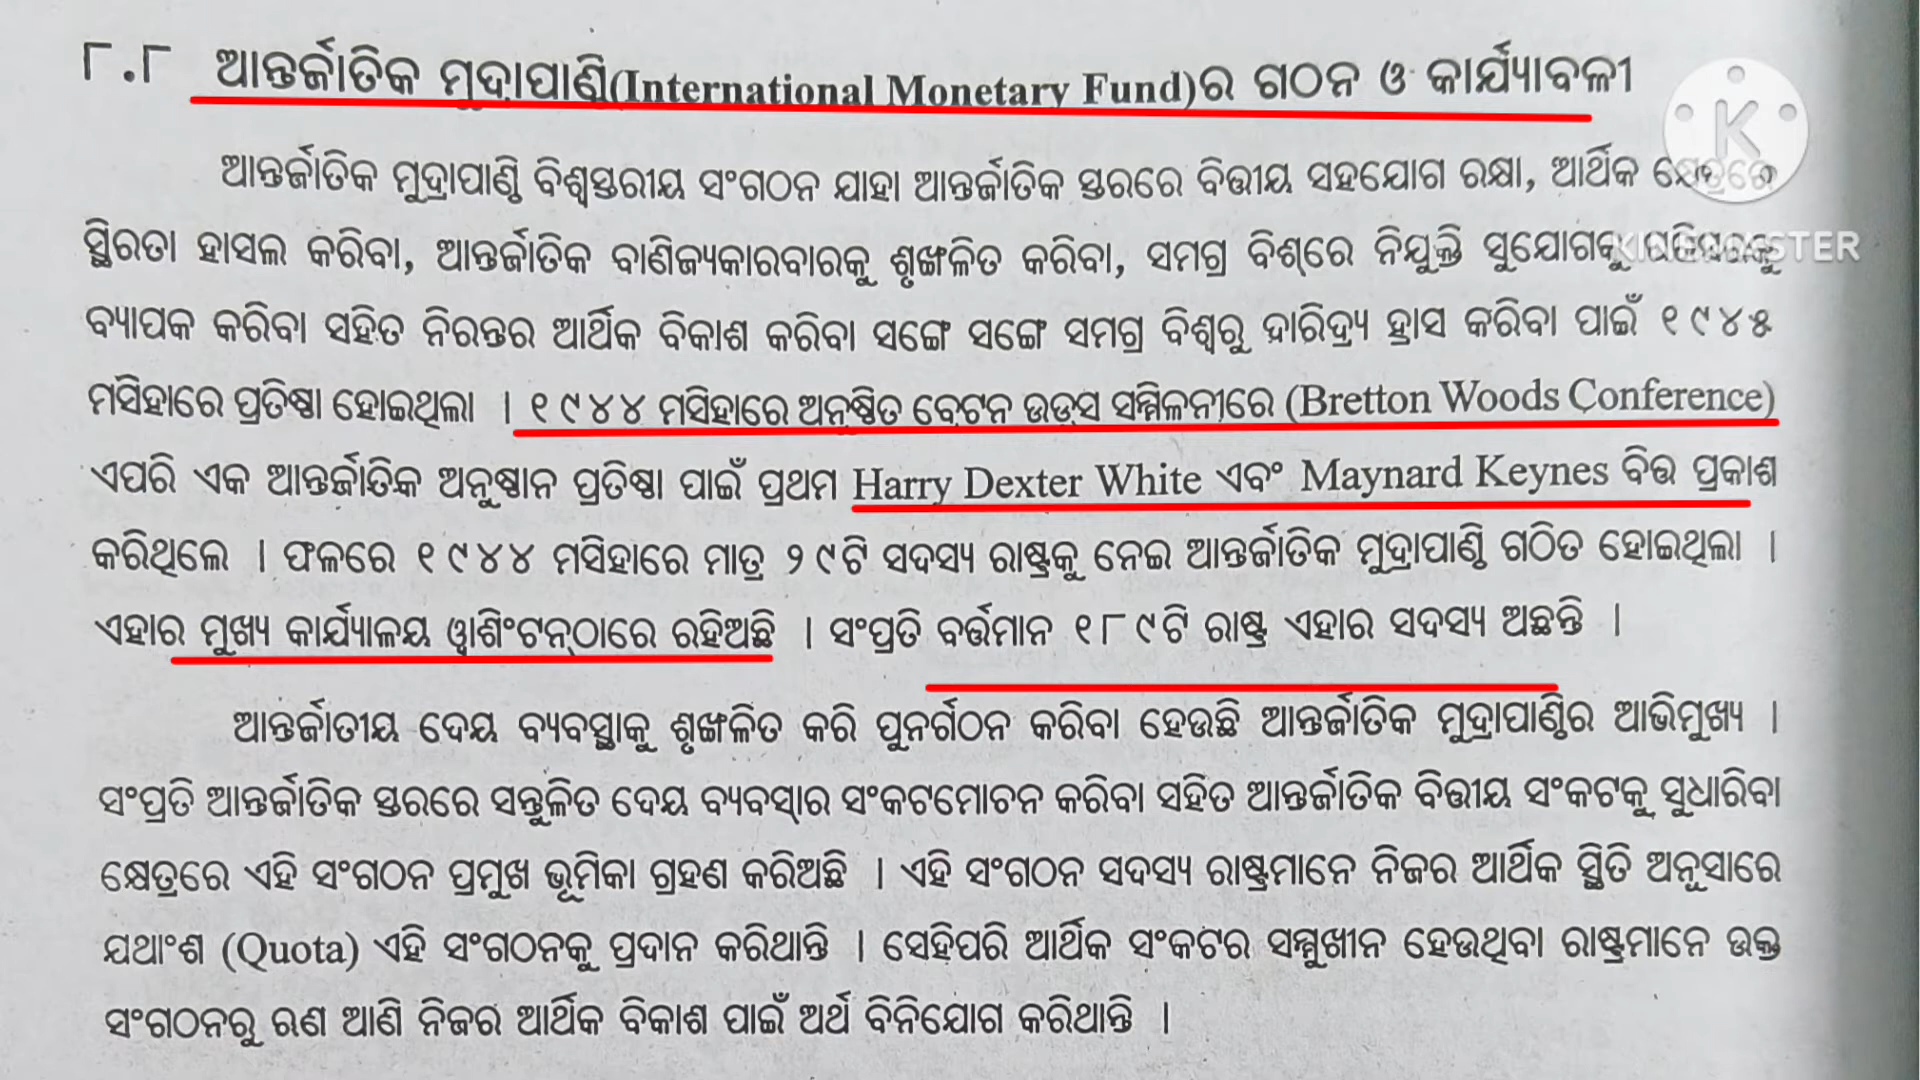 ୮.୮ ଆନ୍ତର୍ଜାତିକ ମୁଦ୍ରାପାଣ୍ଠି(International Monetary Fund)ର ଗଠନ ଓ କାର୍ଯ୍ୟାବଳୀ
ଆନ୍ତର୍ଜାତିକ ମୁଦ୍ରାପାଣ୍ଠି ବିଶ୍ୱସ୍ତରୀୟ ସଂଗଠନ ଯାହା ଆନ୍ତର୍ଜାତିକ ସ୍ତରରେ ବିତ୍ତୀୟ ସହଯୋଗ ରକ୍ଷା, ଆର୍ଥିକ କ୍ଷେତ୍ରରେ
ସ୍ଥିରତା ହାସଲ କରିବା, ଆନ୍ତର୍ଜାତିକ ବାଣିଜ୍ୟକାରବାରକୁ ଶୃଙ୍ଖଳିତ କରିବା, ସମଗ୍ର ବିଶ୍ୱରେ ନିଯୁକ୍ତି ସୁଯୋଗକୁ
ବ୍ୟାପକ କରିବା ସହିତ ନିରନ୍ତର ଆର୍ଥିକ ବିକାଶ କରିବା ସଙ୍ଗେ ସଙ୍ଗେ ସମଗ୍ର ବିଶ୍ୱରୁ ଦାରିଦ୍ର୍ୟ ହ୍ରାସ କରିବା ପାଇଁ ୧୯୪୫
ମସିହାରେ ପ୍ରତିଷ୍ଠା ହୋଇଥିଲା । ୧୯୪୪ ମସିହାରେ ଅନୁଷ୍ଠିତ ବ୍ରେଟନ ଉଡ୍‌ସ ସମ୍ମିଳନୀରେ (Bretton Woods Conference)
ଏପରି ଏକ ଆନ୍ତର୍ଜାତିକ ଅନୁଷ୍ଠାନ ପ୍ରତିଷ୍ଠା ପାଇଁ ପ୍ରଥମ Harry Dexter White ଏବଂ Maynard Keynes ବିଉ ପ୍ରକାଶ
କରିଥିଲେ । ଫଳରେ ୧୯୪୪ ମସିହାରେ ମାତ୍ର ୨୯ଟି ସଦସ୍ୟ ରାଷ୍ଟ୍ରକୁ ନେଇ ଆନ୍ତର୍ଜାତିକ ମୁଦ୍ରାପାଣ୍ଠି ଗଠିତ ହୋଇଥିଲା ।
ଏହାର ମୁଖ୍ୟ କାର୍ଯ୍ୟାଳୟ ୱାଶିଂଟନ୍‌ଠାରେ ରହିଅଛି । ସଂପ୍ରତି ବର୍ତ୍ତମାନ ୧୮୯ଟି ରାଷ୍ଟ୍ର ଏହାର ସଦସ୍ୟ ଅଛନ୍ତି ।
ଆନ୍ତର୍ଜାତୀୟ ଦେୟ ବ୍ୟବସ୍ଥାକୁ ଶୃଙ୍ଖଳିତ କରି ପୁନର୍ଗଠନ କରିବା ହେଉଛି ଆନ୍ତର୍ଜାତିକ ମୁଦ୍ରାପାଣ୍ଠିର ଆଭିମୁଖ୍ୟ ।
ସଂପ୍ରତି ଆନ୍ତର୍ଜାତିକ ସ୍ତରରେ ସନ୍ତୁଳିତ ଦେୟ ବ୍ୟବସ୍ଥାର ସଂକଟମୋଚନ କରିବା ସହିତ ଆନ୍ତର୍ଜାତିକ ବିତ୍ତୀୟ ସଂକଟକୁ ସୁଧାରିବା
କ୍ଷେତ୍ରରେ ଏହି ସଂଗଠନ ପ୍ରମୁଖ ଭୂମିକା ଗ୍ରହଣ କରିଅଛି । ଏହି ସଂଗଠନ ସଦସ୍ୟ ରାଷ୍ଟ୍ରମାନେ ନିଜର ଆର୍ଥିକ ସ୍ଥିତି ଅନୁସାରେ
ଯଥାଂଶ (Quota) ଏହି ସଂଗଠନକୁ ପ୍ରଦାନ କରିଥାନ୍ତି । ସେହିପରି ଆର୍ଥିକ ସଂକଟର ସମ୍ମୁଖୀନ ହେଉଥିବା ରାଷ୍ଟ୍ରମାନେ ଉକ୍ତ
ସଂଗଠନରୁ ଋଣ ଆଣି ନିଜର ଆର୍ଥିକ ବିକାଶ ପାଇଁ ଅର୍ଥ ବିନିଯୋଗ କରିଥାନ୍ତି ।
K
KINEMASTER